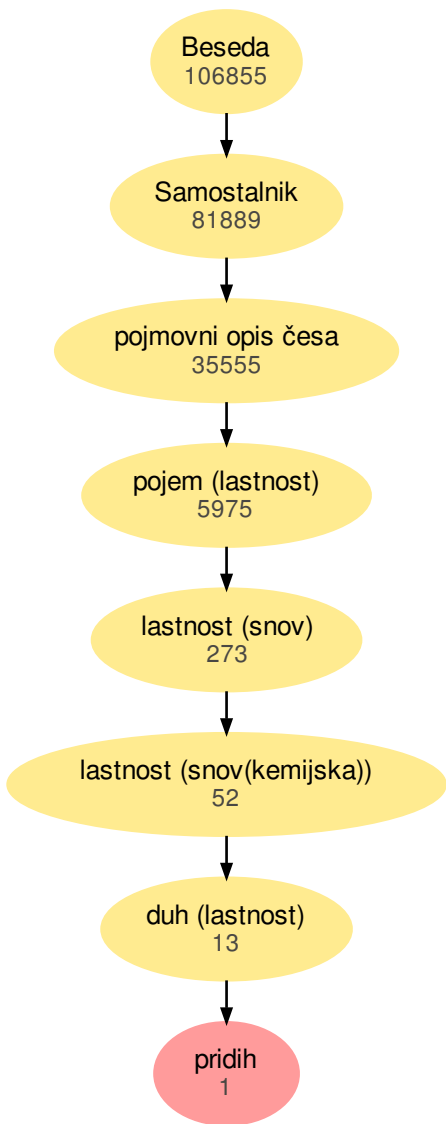 Beseda
106855
Samostalnik
81889
pojmovni opis česa
35555
pojem (lastnost)
5975
lastnost (snov)
273
lastnost (snov(kemijska))
52
duh (lastnost)
13
pridih
1